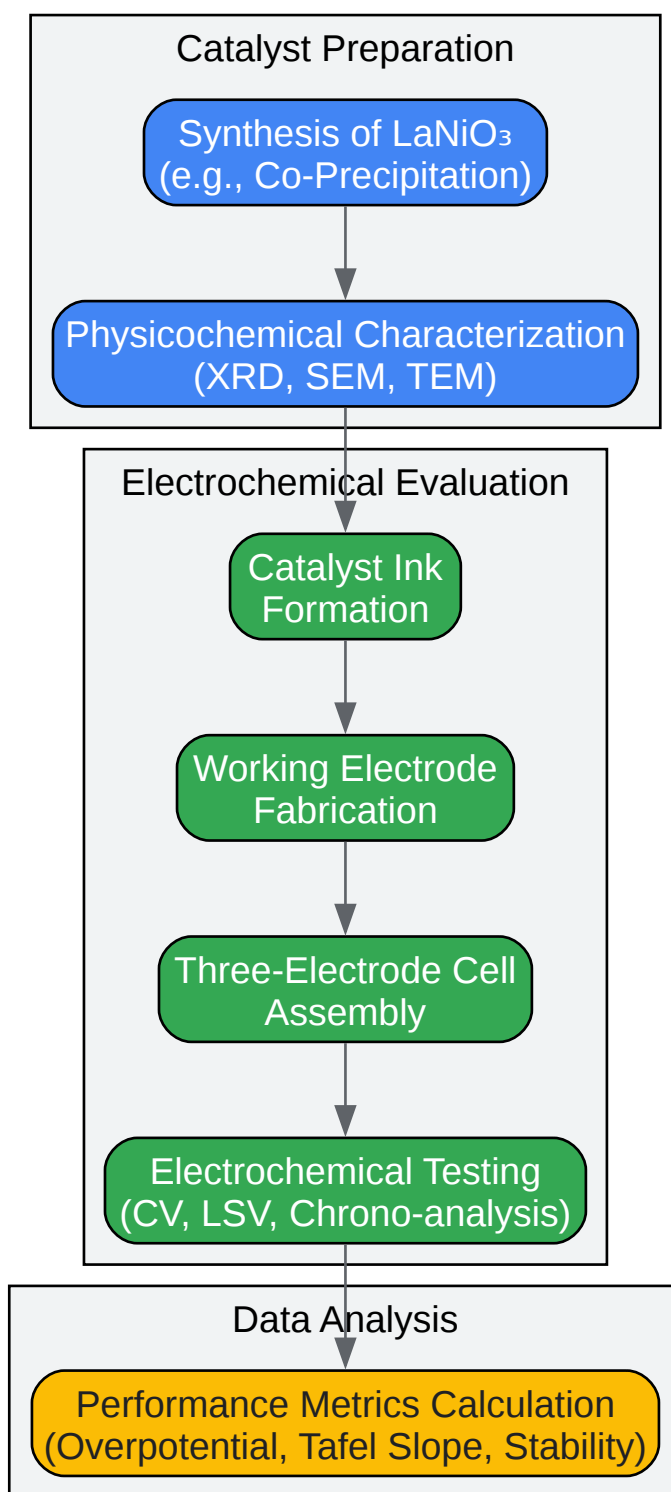 Catalyst Preparation
Synthesis of LaNiO₃
(e.g., Co-Precipitation)
Physicochemical Characterization
(XRD, SEM, TEM)
Electrochemical Evaluation
Catalyst Ink
Formation
Working Electrode
Fabrication
Three-Electrode Cell
Assembly
Electrochemical Testing
(CV, LSV, Chrono-analysis)
Data Analysis
Performance Metrics Calculation
(Overpotential, Tafel Slope, Stability)